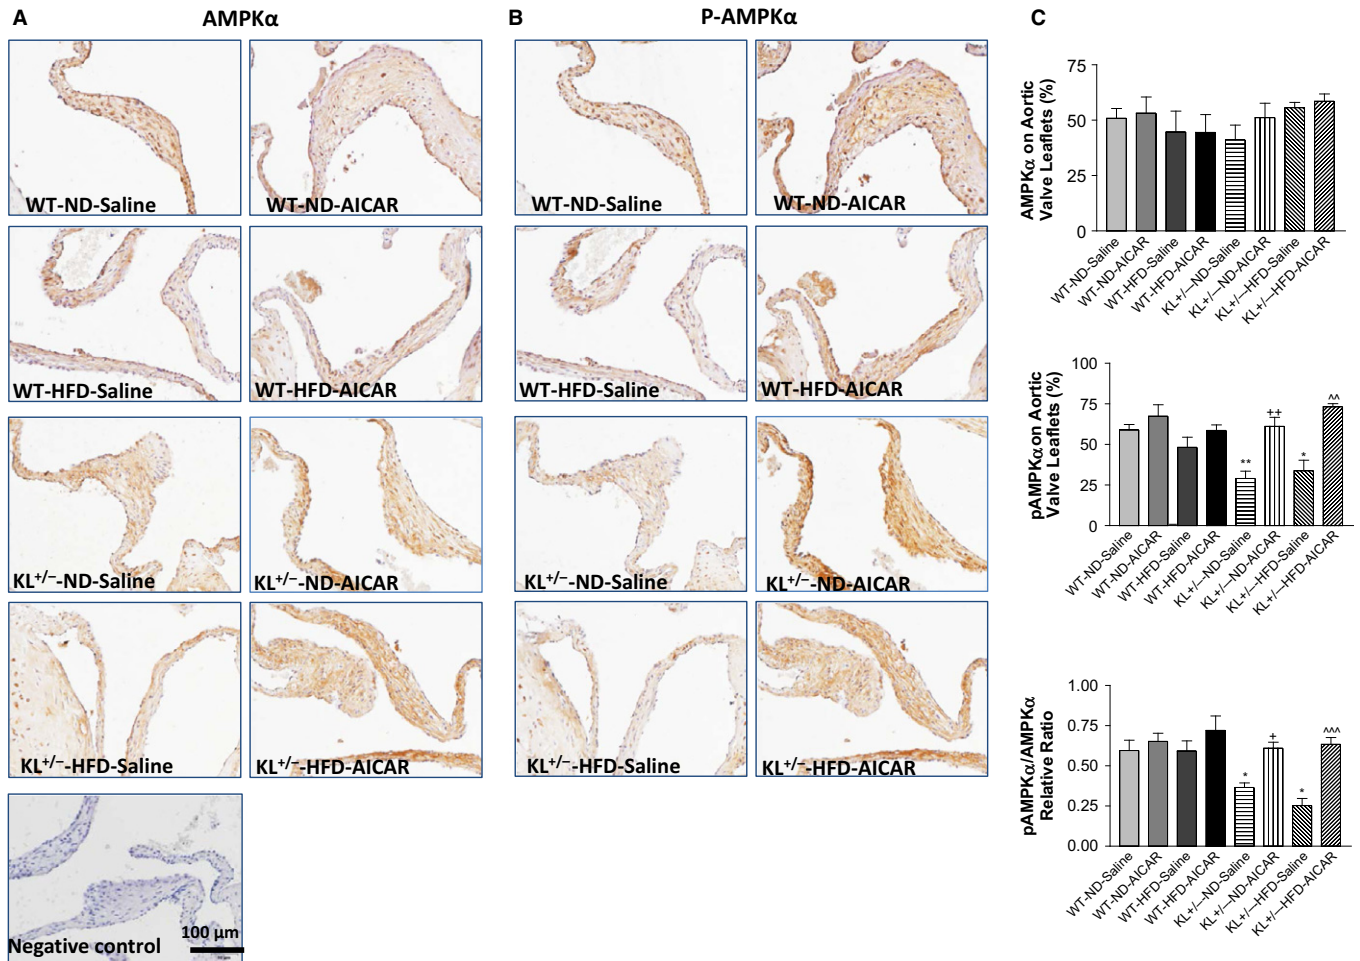 A
AMPKα
B
P-AMPKα
C
WT-ND-Saline
WT-ND-AICAR
WT-HFD-Saline
WT-HFD-AICAR
KL+/−-ND-Saline
KL+/−-ND-AICAR
KL+/−-HFD-Saline
KL+/−-HFD-AICAR
Negative control
100 µm
WT-ND-Saline
WT-ND-AICAR
WT-HFD-Saline
WT-HFD-AICAR
KL+/−-ND-Saline
KL+/−-ND-AICAR
KL+/−-HFD-Saline
KL+/−-HFD-AICAR
AMPKα on Aortic
Valve Leaflets (%)
75
50
25
0
WT-ND-Saline
WT-ND-AICAR
WT-HFD-Saline
WT-HFD-AICAR
KL+/−-ND-Saline
KL+/−-ND-AICAR
KL+/−-HFD-Saline
KL+/−-HFD-AICAR
pAMPKα on Aortic
Valve Leaflets (%)
100
75
50
25
0
**
++
*
^^
WT-ND-Saline
WT-ND-AICAR
WT-HFD-Saline
WT-HFD-AICAR
KL+/−-ND-Saline
KL+/−-ND-AICAR
KL+/−-HFD-Saline
KL+/−-HFD-AICAR
pAMPKα/AMPKα
Relative Ratio
1.00
0.75
0.50
0.25
0.00
*
+
*
^^^
WT-ND-Saline
WT-ND-AICAR
WT-HFD-Saline
WT-HFD-AICAR
KL+/−-ND-Saline
KL+/−-ND-AICAR
KL+/−-HFD-Saline
KL+/−-HFD-AICAR